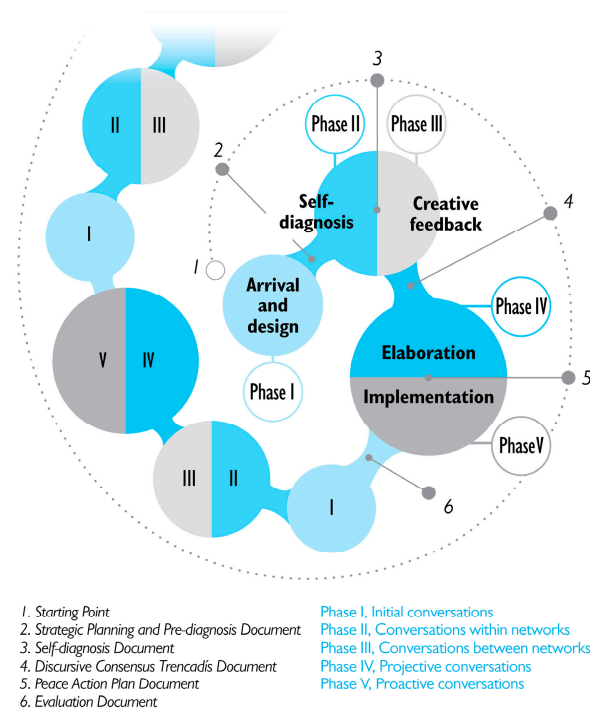 3
Phase II
Phase III
2
II
III
Self-
diagnosis
Creative
feedback
4
I
1
Arrival
and
design
Phase IV
V
IV
Elaboration
Implementation
5
Phase I
Phase V
III
II
I
6
1. Starting Point
2. Strategic Planning and Pre-diagnosis Document
3. Self-diagnosis Document
4. Discursive Consensus Trencadís Document
5. Peace Action Plan Document
6. Evaluation Document
Phase I, Initial conversations
Phase II, Conversations within networks
Phase III, Conversations between networks
Phase IV, Projective conversations
Phase V, Proactive conversations